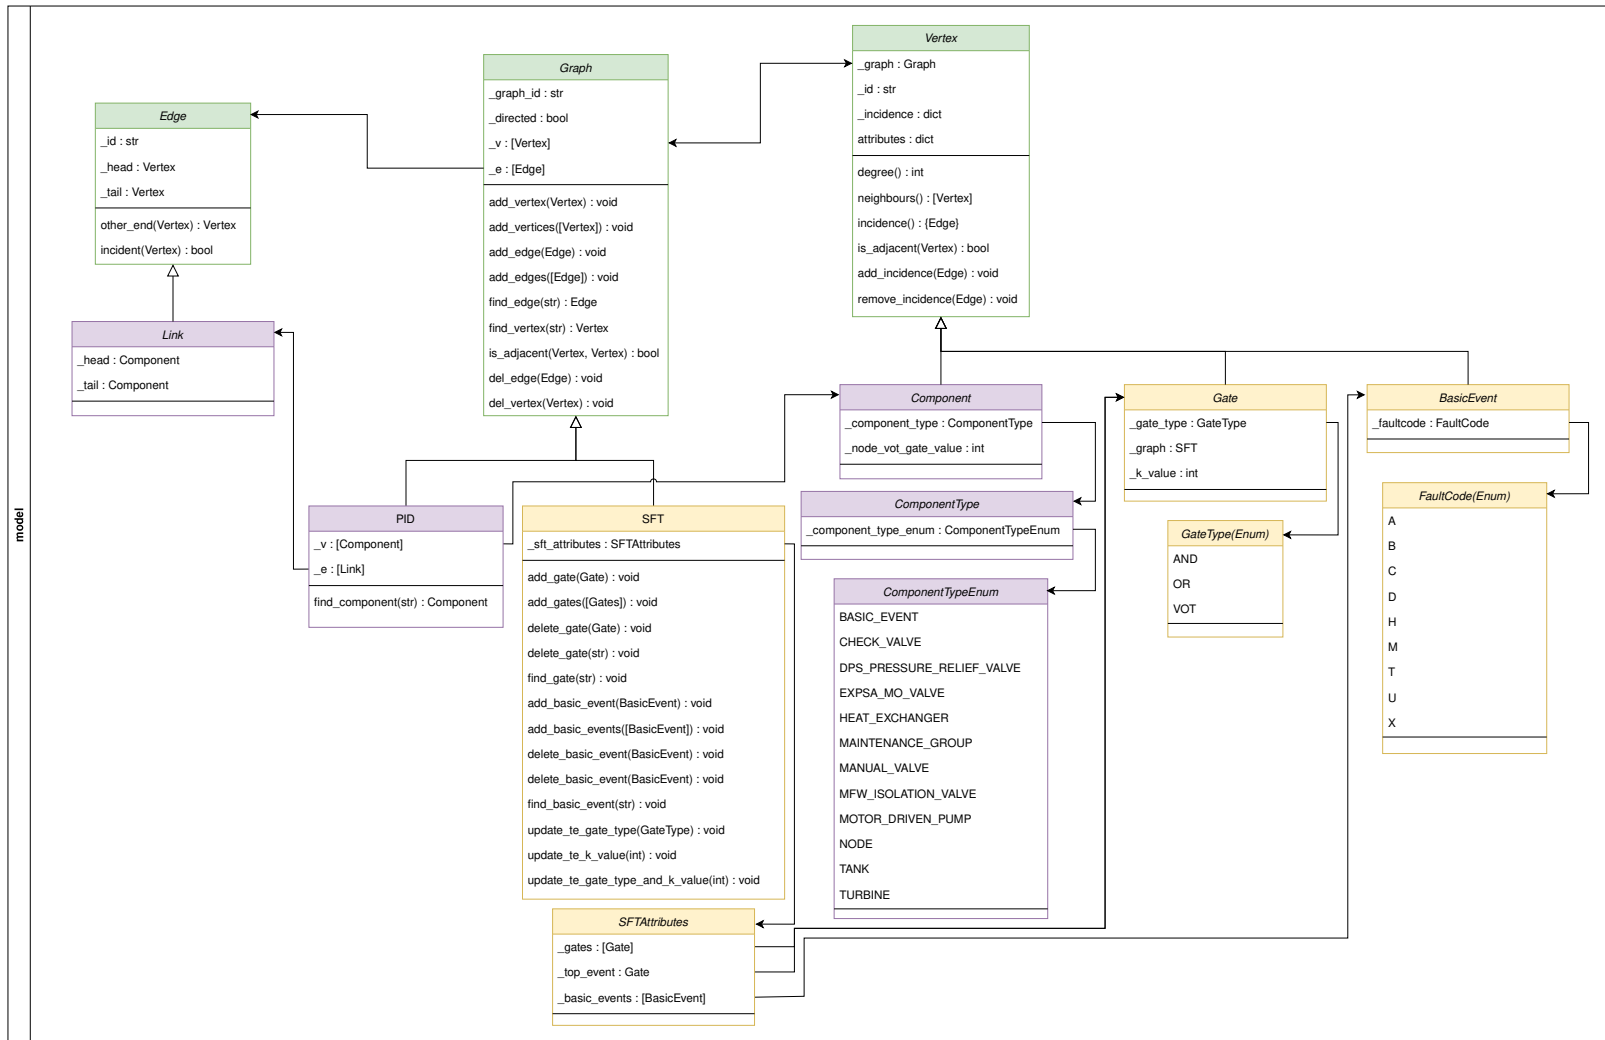 model
Edge
_id : str
_head : Vertex
_tail : Vertex
other_end(Vertex) : Vertex
incident(Vertex) : bool
Link
_head : Component
_tail : Component
Graph
_graph_id : str
_directed : bool
_v : [Vertex]
_e : [Edge]
add_vertex(Vertex) : void
add_vertices([Vertex]) : void
add_edge(Edge) : void
add_edges([Edge]) : void
find_edge(str) : Edge
find_vertex(str) : Vertex
is_adjacent(Vertex, Vertex) : bool
del_edge(Edge) : void
del_vertex(Vertex) : void
Vertex
_graph : Graph
_id : str
_incidence : dict
attributes : dict
degree() : int
neighbours() : [Vertex]
incidence() : {Edge}
is_adjacent(Vertex) : bool
add_incidence(Edge) : void
remove_incidence(Edge) : void
PID
_v : [Component]
_e : [Link]
find_component(str) : Component
SFT
_sft_attributes : SFTAttributes
add_gate(Gate) : void
add_gates([Gates]) : void
delete_gate(Gate) : void
delete_gate(str) : void
find_gate(str) : void
add_basic_event(BasicEvent) : void
add_basic_events([BasicEvent]) : void
delete_basic_event(BasicEvent) : void
delete_basic_event(BasicEvent) : void
find_basic_event(str) : void
update_te_gate_type(GateType) : void
update_te_k_value(int) : void
update_te_gate_type_and_k_value(int) : void
SFTAttributes
_gates : [Gate]
_top_event : Gate
_basic_events : [BasicEvent]
Component
_component_type : ComponentType
_node_vot_gate_value : int
ComponentType
_component_type_enum : ComponentTypeEnum
ComponentTypeEnum
BASIC_EVENT
CHECK_VALVE
DPS_PRESSURE_RELIEF_VALVE
EXPSA_MO_VALVE
HEAT_EXCHANGER
MAINTENANCE_GROUP
MANUAL_VALVE
MFW_ISOLATION_VALVE
MOTOR_DRIVEN_PUMP
NODE
TANK
TURBINE
Gate
_gate_type : GateType
_graph : SFT
_k_value : int
GateType(Enum)
AND
OR
VOT
BasicEvent
_faultcode : FaultCode
FaultCode(Enum)
A
B
C
D
H
M
T
U
X